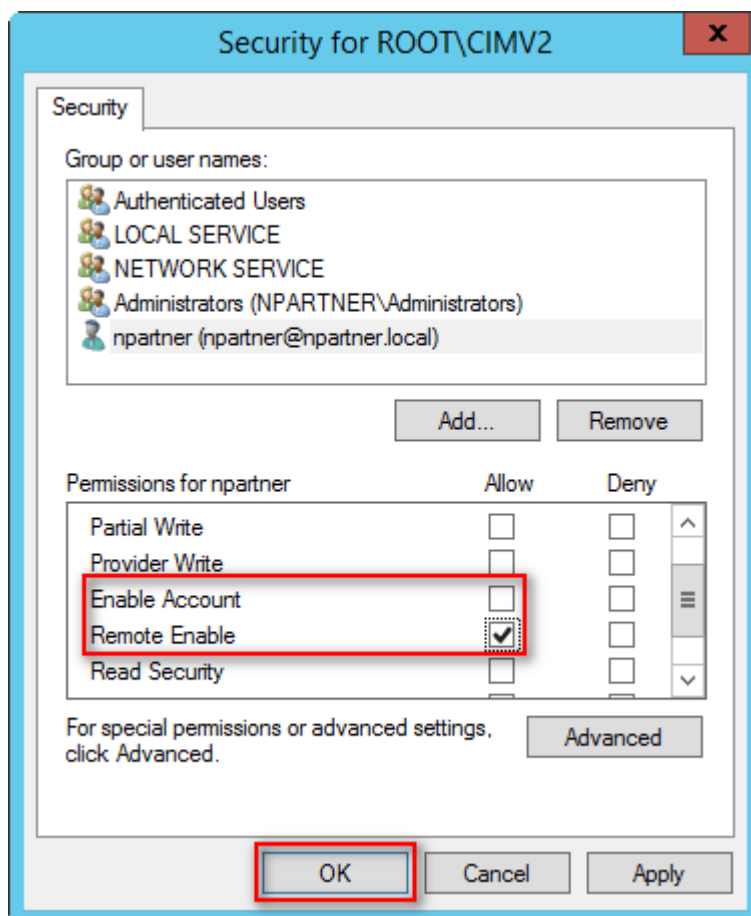 Security for ROOT\CIMV2
x
Security
Group or user names:
Authenticated Users
LOCAL SERVICE
NETWORK SERVICE
Administrators (NPARTNER\Administrators)
npartner (npartner@npartner.local)
Add... Remove
Permissions for npartner Allow Deny
Partial Write
Provider Write
Enable Account
Remote Enable
Read Security
For special permissions or advanced settings,
click Advanced.
Advanced
OK Cancel Apply